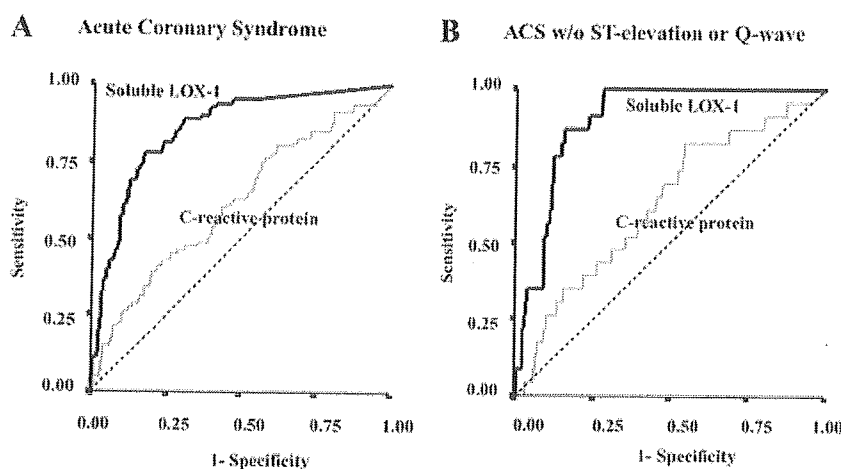 A Acute Coronary Syndrome
1.00
Soluble LOX-1
0.75
C-reactive protein
0.50
0.25
0.00
Sensitivity
0.00 0.25 0.50 0.75 1.00
1- Specificity
B ACS w/o ST-elevation or Q-wave
1.00
Soluble LOX-1
0.75
C-reactive protein
0.50
0.25
0.00
Sensitivity
0.00 0.25 0.50 0.75 1.00
1- Specificity